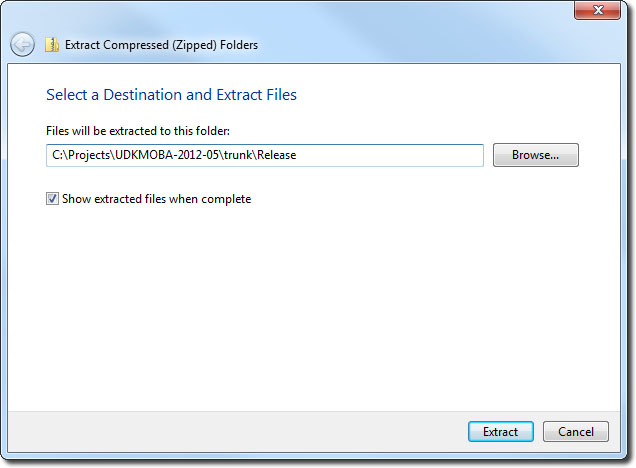 Extract Compressed (Zipped) Folders
Select a Destination and Extract Files
Files will be extracted to this folder:
C:\Projects\UDKMOBA-2012-05\trunk\Release
Browse...
Show extracted files when complete
Extract
Cancel